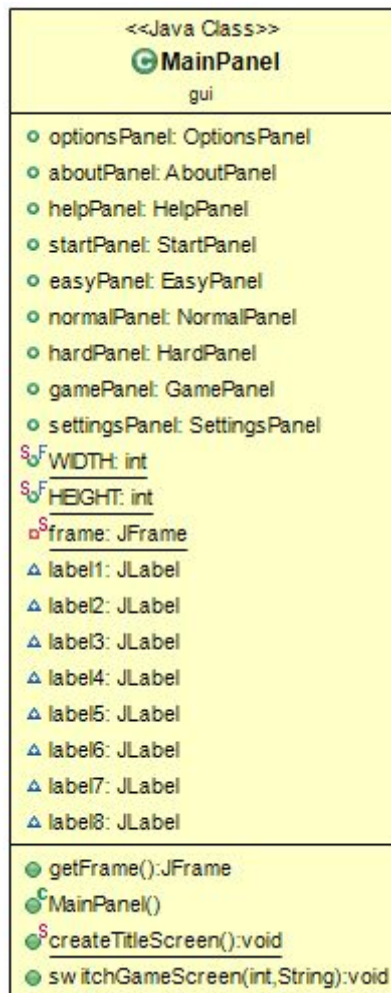 <<Java Class>>
C MainPanel
gui
optionsPanel: OptionsPanel
aboutPanel: AboutPanel
helpPanel: HelpPanel
startPanel: StartPanel
easyPanel: EasyPanel
normalPanel: NormalPanel
hardPanel: HardPanel
gamePanel: GamePanel
settingsPanel: SettingsPanel
S F WIDTH: int
S F HEIGHT: int
S frame: JFrame
label1: JLabel
label2: JLabel
label3: JLabel
label4: JLabel
label5: JLabel
label6: JLabel
label7: JLabel
label8: JLabel
getFrame():JFrame
C MainPanel()
S createTitleScreen():void
switchGameScreen(int,String):void